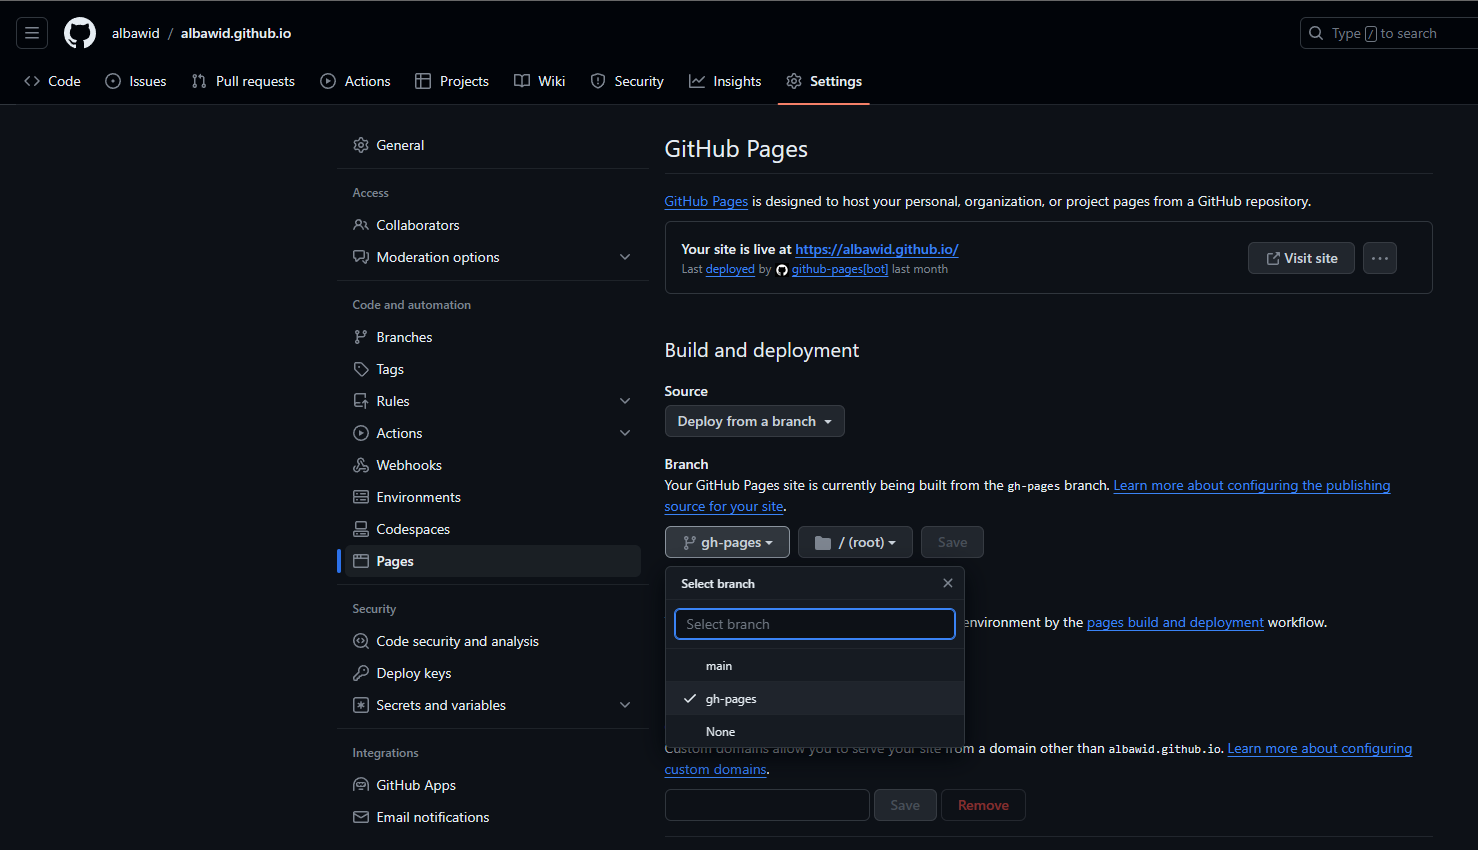 albawid / albawid.github.io
Type / to search
Code
Issues
Pull requests
Actions
Projects
Wiki
Security
Insights
Settings
General
Access
Collaborators
Moderation options
Code and automation
Branches
Tags
Rules
Actions
Webhooks
Environments
Codespaces
Pages
Security
Code security and analysis
Deploy keys
Secrets and variables
Integrations
GitHub Apps
Email notifications
GitHub Pages
GitHub Pages is designed to host your personal, organization, or project pages from a GitHub repository.
Your site is live at https://albawid.github.io/
Last deployed by github-pages[bot] last month
Visit site
Build and deployment
Source
Deploy from a branch
Branch
Your GitHub Pages site is currently being built from the gh-pages branch. Learn more about configuring the publishing
source for your site.
gh-pages
/ (root)
Save
Select branch
Select branch
main
gh-pages
None
environment by the pages build and deployment workflow.
Custom domains allow you to serve your site from a domain other than albawid.github.io. Learn more about configuring
custom domains.
Save
Remove